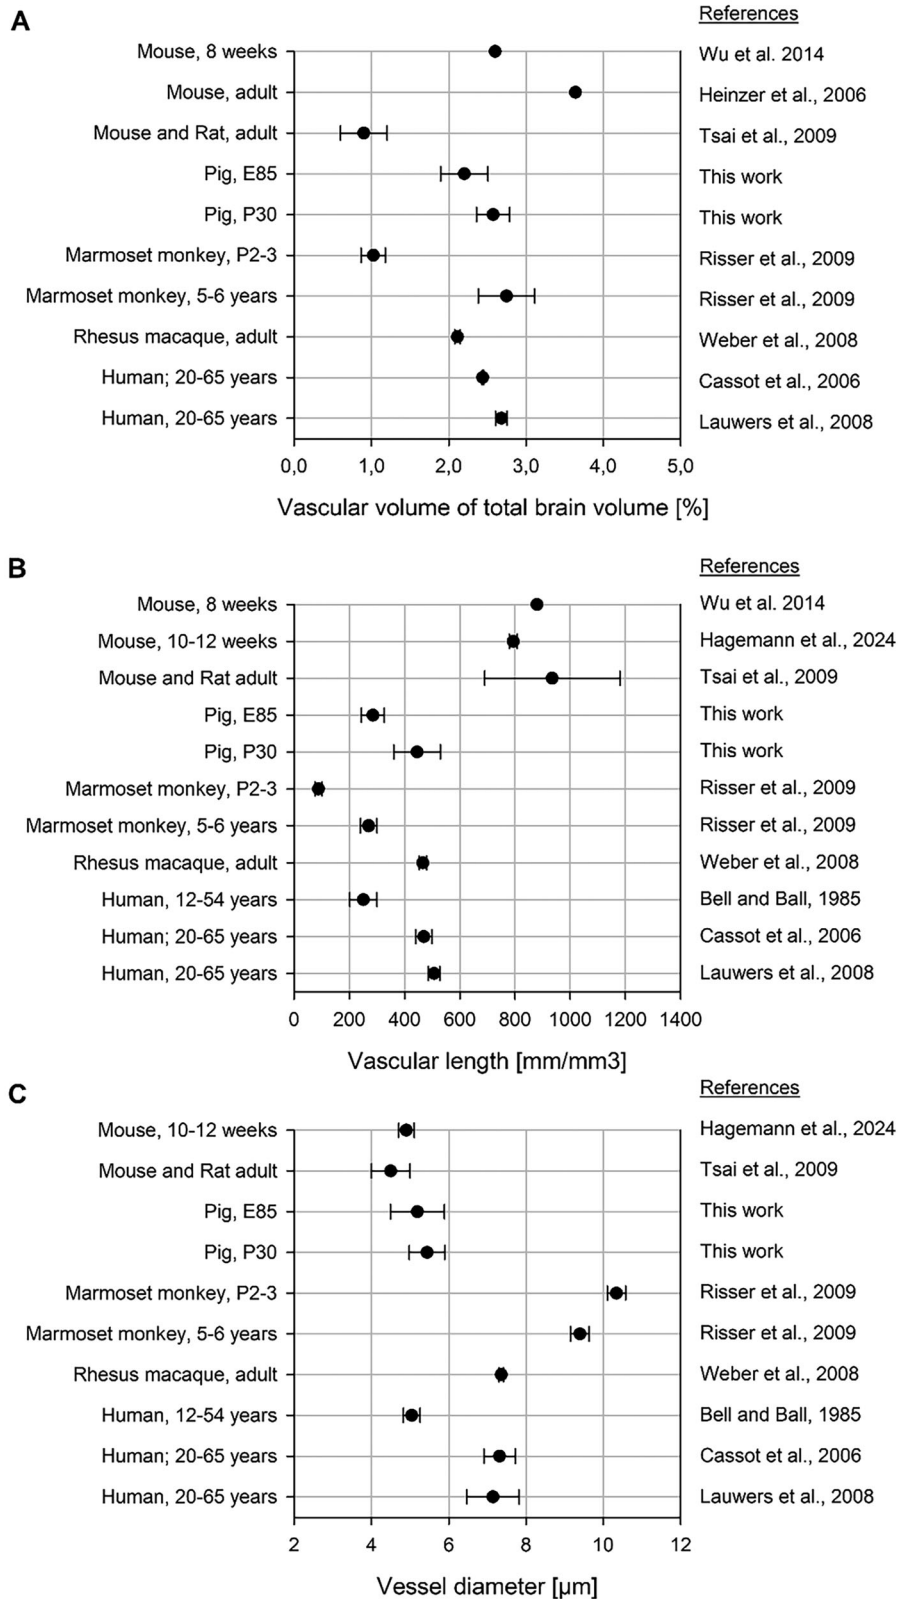 A
References
Mouse, 8 weeks Wu et al. 2014
Mouse, adult Heinzer et al., 2006
Mouse and Rat, adult Tsai et al., 2009
Pig, E85 This work
Pig, P30 This work
Marmoset monkey, P2-3 Risser et al., 2009
Marmoset monkey, 5-6 years Risser et al., 2009
Rhesus macaque, adult Weber et al., 2008
Human; 20-65 years Cassot et al., 2006
Human, 20-65 years Lauwers et al., 2008
0,0 1,0 2,0 3,0 4,0 5,0
Vascular volume of total brain volume [%]
B
References
Mouse, 8 weeks Wu et al. 2014
Mouse, 10-12 weeks Hagemann et al., 2024
Mouse and Rat adult Tsai et al., 2009
Pig, E85 This work
Pig, P30 This work
Marmoset monkey, P2-3 Risser et al., 2009
Marmoset monkey, 5-6 years Risser et al., 2009
Rhesus macaque, adult Weber et al., 2008
Human, 12-54 years Bell and Ball, 1985
Human; 20-65 years Cassot et al., 2006
Human, 20-65 years Lauwers et al., 2008
0 200 400 600 800 1000 1200 1400
Vascular length [mm/mm3]
C
References
Mouse, 10-12 weeks Hagemann et al., 2024
Mouse and Rat adult Tsai et al., 2009
Pig, E85 This work
Pig, P30 This work
Marmoset monkey, P2-3 Risser et al., 2009
Marmoset monkey, 5-6 years Risser et al., 2009
Rhesus macaque, adult Weber et al., 2008
Human, 12-54 years Bell and Ball, 1985
Human; 20-65 years Cassot et al., 2006
Human, 20-65 years Lauwers et al., 2008
2 4 6 8 10 12
Vessel diameter [µm]